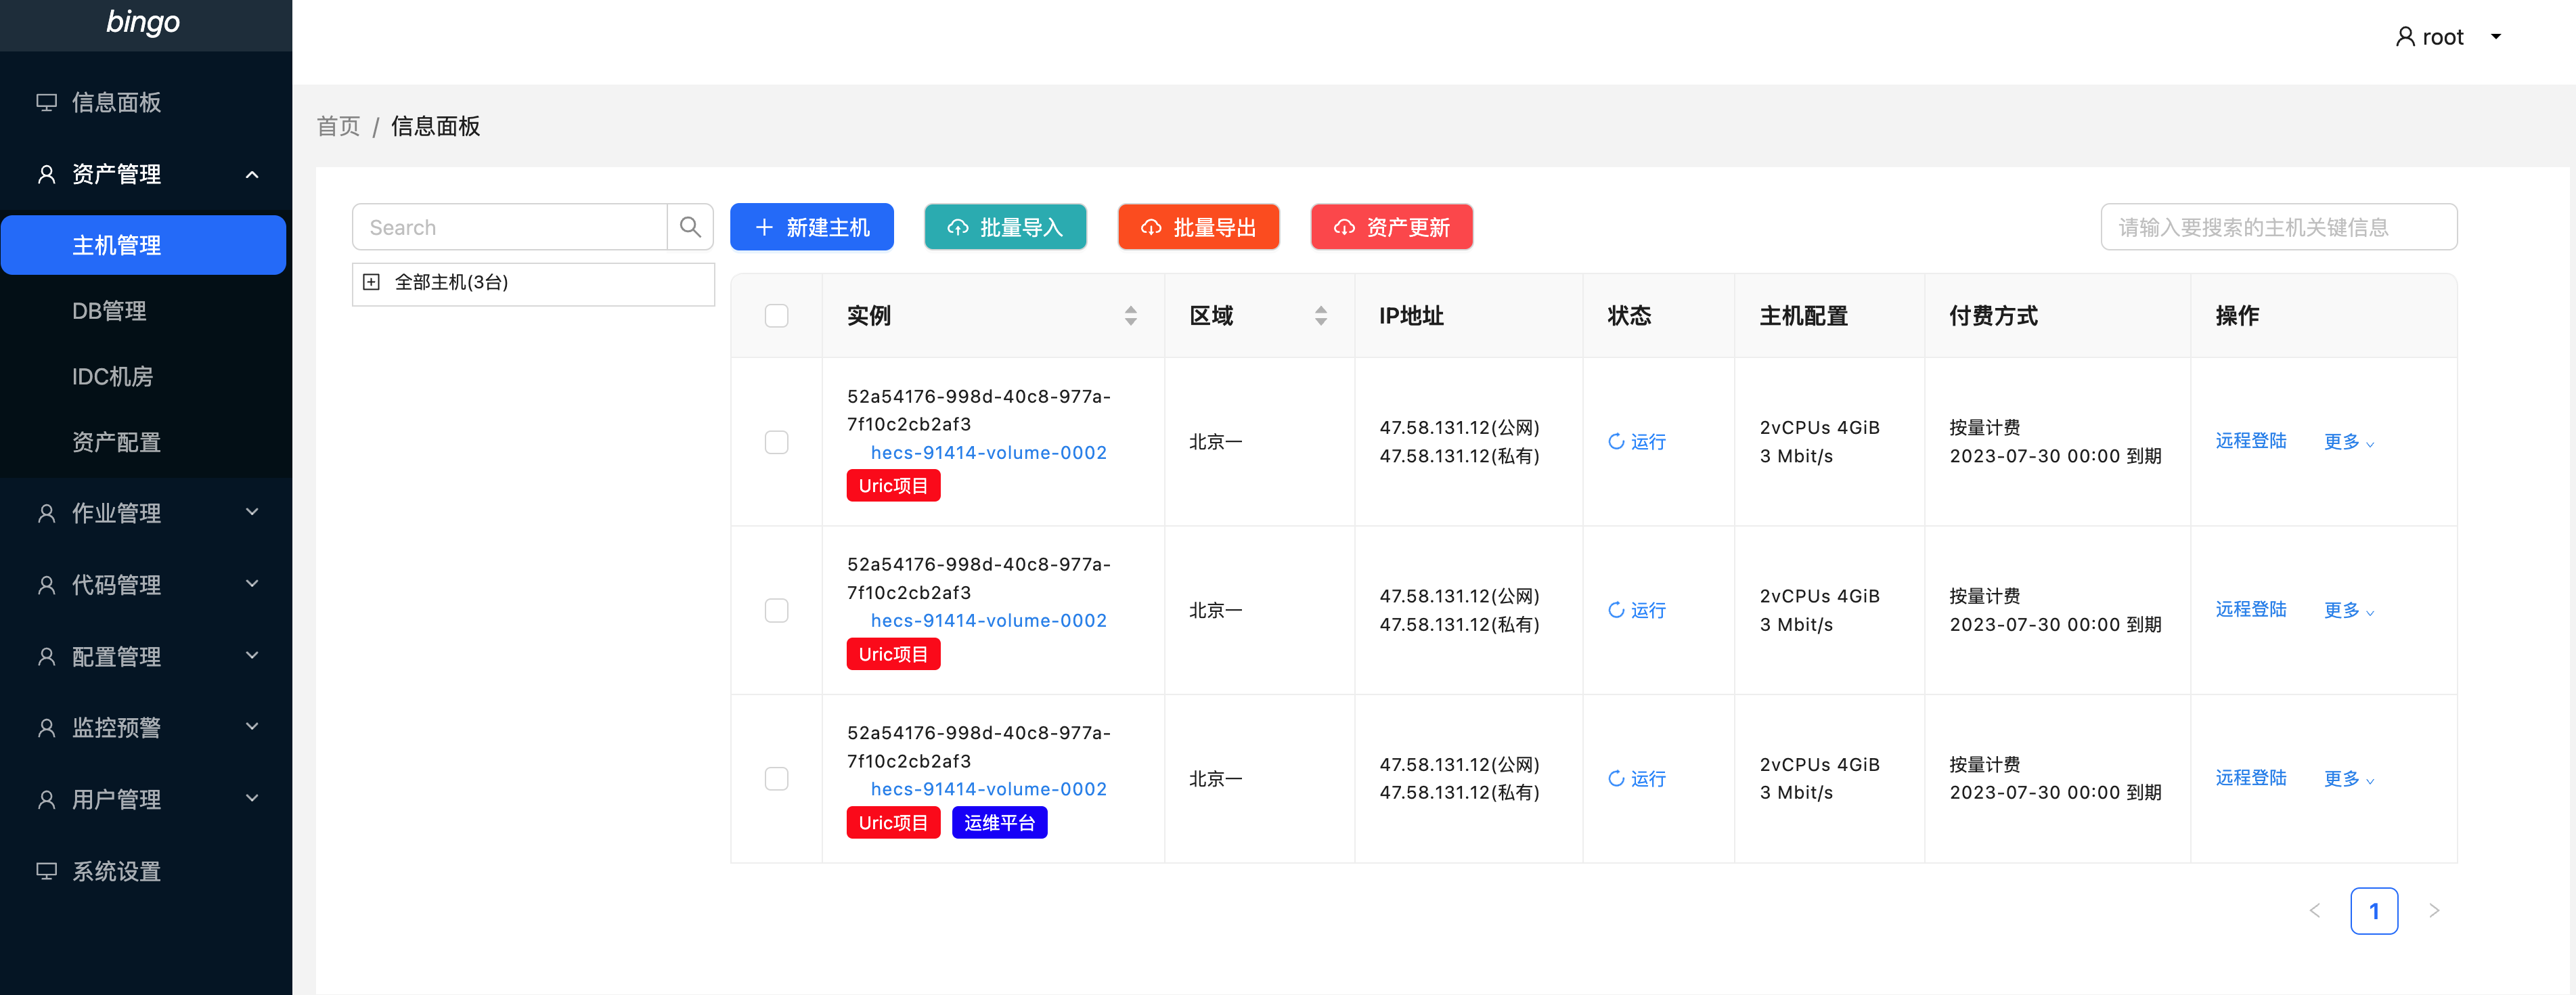 bingo
root
信息面板
资产管理
主机管理
DB管理
IDC机房
资产配置
作业管理
代码管理
配置管理
监控预警
用户管理
系统设置
首页 / 信息面板
Search
全部主机(3台)
新建主机
批量导入
批量导出
资产更新
请输入要搜索的主机关键信息
实例 区域 IP地址 状态 主机配置 付费方式 操作
52a54176-998d-40c8-977a-
7f10c2cb2af3
hecs-91414-volume-0002
Uric项目
北京一
47.58.131.12(公网)
47.58.131.12(私有)
运行
2vCPUs 4GiB
3 Mbit/s
按量计费
2023-07-30 00:00 到期
远程登陆 更多
52a54176-998d-40c8-977a-
7f10c2cb2af3
hecs-91414-volume-0002
Uric项目
北京一
47.58.131.12(公网)
47.58.131.12(私有)
运行
2vCPUs 4GiB
3 Mbit/s
按量计费
2023-07-30 00:00 到期
远程登陆 更多
52a54176-998d-40c8-977a-
7f10c2cb2af3
hecs-91414-volume-0002
Uric项目 运维平台
北京一
47.58.131.12(公网)
47.58.131.12(私有)
运行
2vCPUs 4GiB
3 Mbit/s
按量计费
2023-07-30 00:00 到期
远程登陆 更多
1